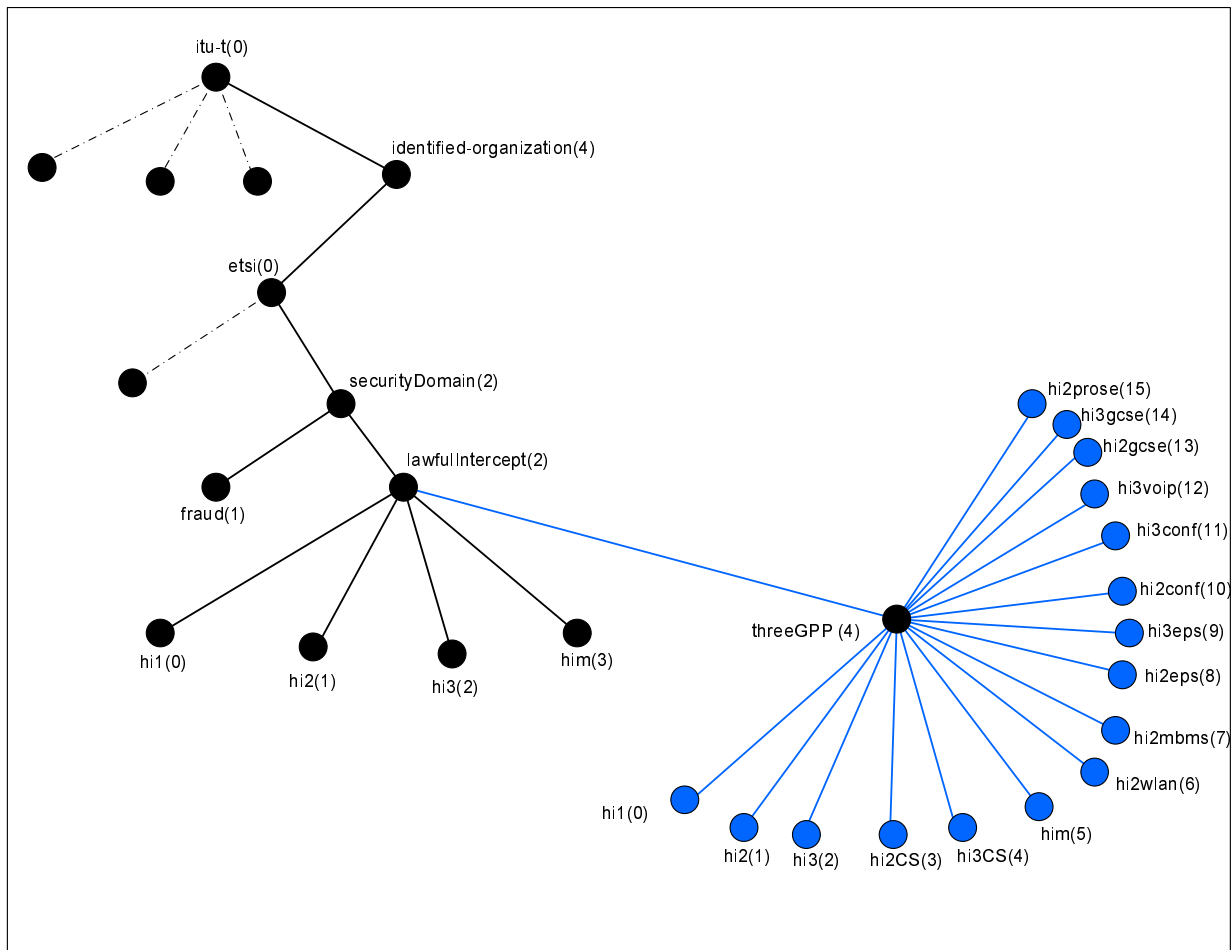 itu-t(0)
identified-organization(4)
etsi(0)
securityDomain(2)
fraud(1)
lawfulIntercept(2)
hi1(0)
hi2(1)
hi3(2)
him(3)
threeGPP (4)
hi2prose(15)
hi3gcse(14)
hi2gcse(13)
hi3voip(12)
hi3conf(11)
hi2conf(10)
hi3eps(9)
hi2eps(8)
hi2mbms(7)
hi2wlan(6)
him(5)
hi3CS(4)
hi2CS(3)
hi3(2)
hi2(1)
hi1(0)